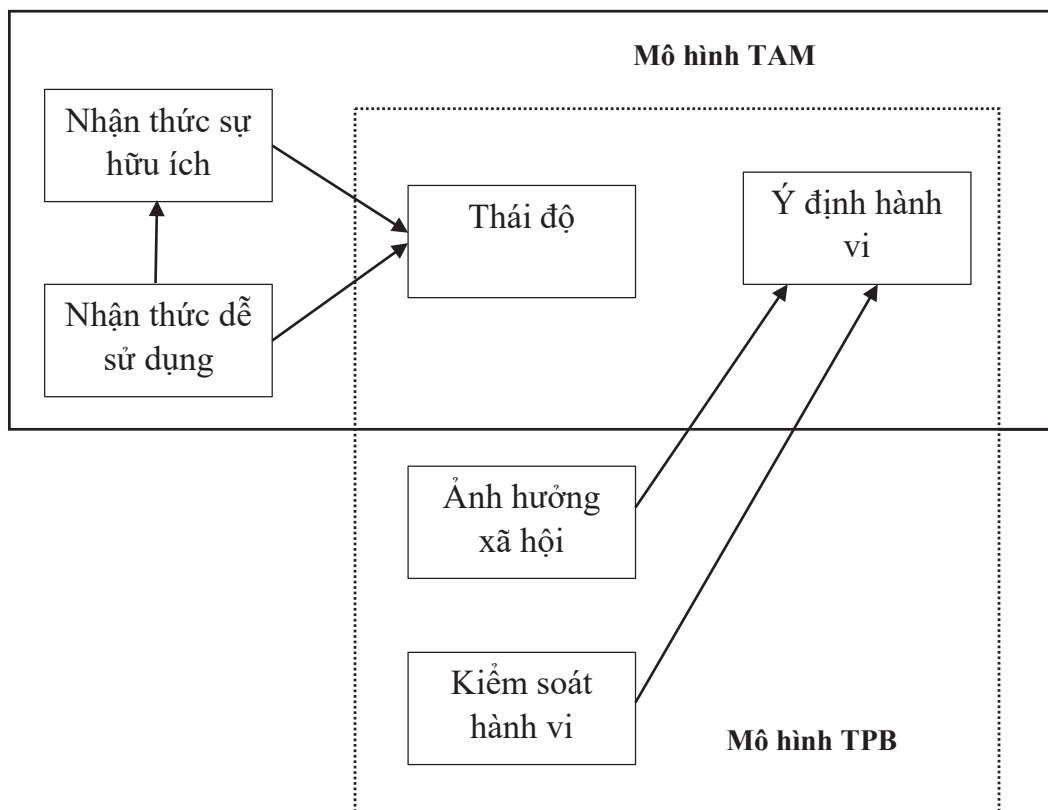 Mô hình TAM
Nhận thức sự
hữu ích
Thái độ
Ý định hành
vi
Nhận thức dễ
sử dụng
Ảnh hưởng
xã hội
Kiểm soát
hành vi
Mô hình TPB